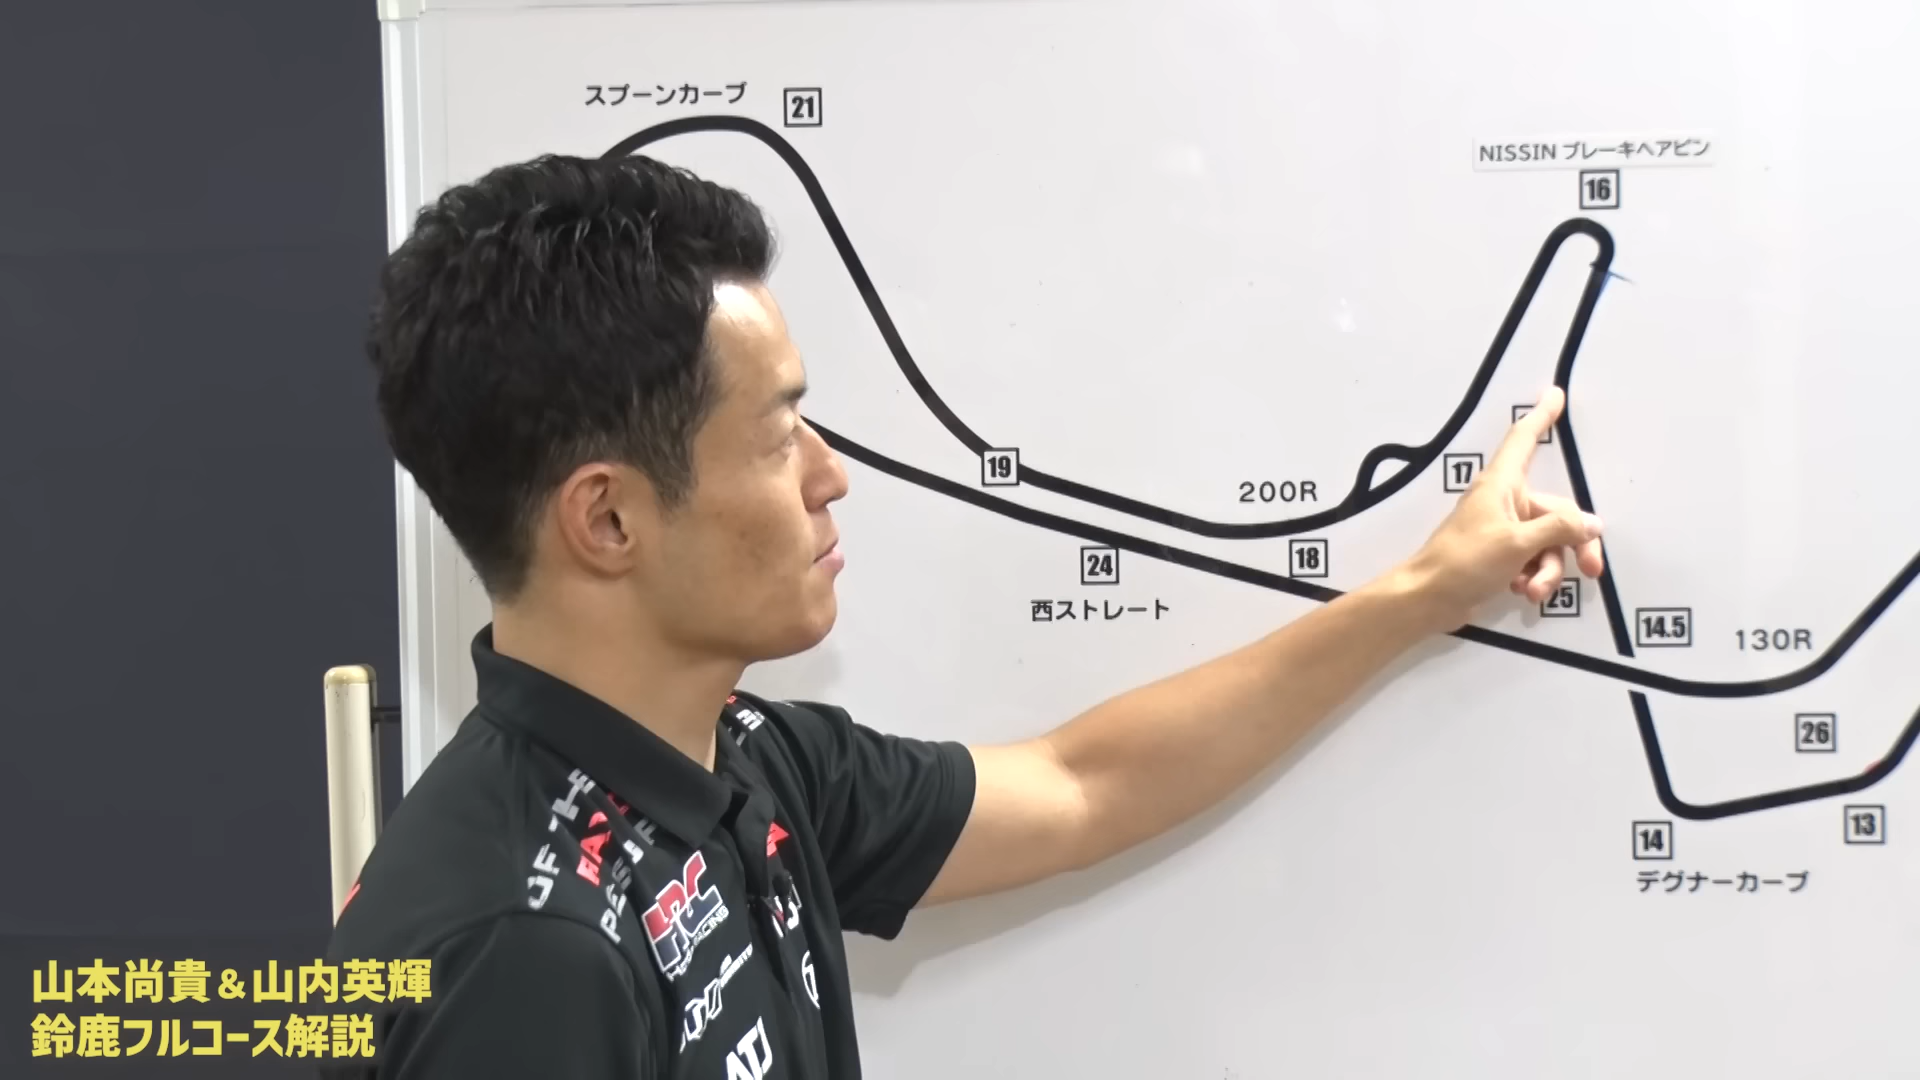 スプーンカーブ
21
NISSIN ブレーキヘアピン
16
19
200R
17
18
24
西ストレート
25
14.5
130R
26
14
13
デグナーカーブ
HRC
Honda RACING
山本尚貴&山内英輝
鈴鹿フルコース解説